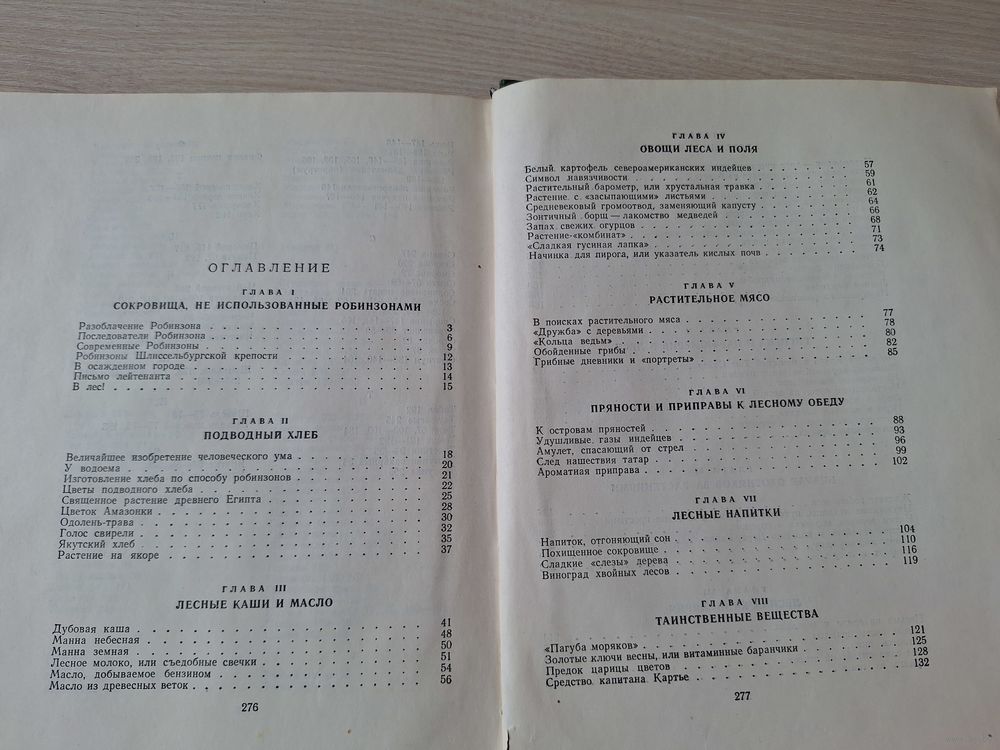 ОГЛАВЛЕНИЕ
ГЛАВА I
СОКРОВИЩА, НЕ ИСПОЛЬЗОВАННЫЕ РОБИНЗОНАМИ
Разоблачение Робинзона . . . 3
Последователи Робинзона . . . 6
Современные Робинзоны . . . 9
Робинзоны Шлиссельбургской крепости . . . 12
В осажденном городе . . . 13
Письмо лейтенанта . . . 14
В лес! . . . 15
ГЛАВА II
ПОДВОДНЫЙ ХЛЕБ
Величайшее изобретение человеческого ума . . . 18
У водоема . . . 20
Изготовление хлеба по способу робинзонов . . . 21
Цветы подводного хлеба . . . 22
Священное растение древнего Египта . . . 25
Цветок Амазонки . . . 28
Одолень-трава . . . 30
Голос свирели . . . 32
Якутский хлеб . . . 35
Растение на якоре . . . 37
ГЛАВА III
ЛЕСНЫЕ КАШИ И МАСЛО
Дубовая каша . . . 41
Манна небесная . . . 48
Манна земная . . . 50
Лесное молоко, или съедобные свечки . . . 51
Масло, добываемое бензином . . . 54
Масло из древесных веток . . . 56
276
ГЛАВА IV
ОВОЩИ ЛЕСА И ПОЛЯ
Белый картофель североамериканских индейцев . . . 57
Символ навязчивости . . . 59
Растительный барометр, или хрустальная травка . . . 61
Растение с «засыпающими» листьями . . . 62
Средневековый громоотвод, заменяющий капусту . . . 64
Зонтичный борщ — лакомство медведей . . . 66
Запах свежих огурцов . . . 68
Растение-«комбинат» . . . 71
«Сладкая гусиная лапка» . . . 73
Начинка для пирога, или указатель кислых почв . . . 74
ГЛАВА V
РАСТИТЕЛЬНОЕ МЯСО
В поисках растительного мяса . . . 77
«Дружба» с деревьями . . . 78
«Кольца ведьм» . . . 80
Обойденные грибы . . . 82
Грибные дневники и «портреты» . . . 85
ГЛАВА VI
ПРЯНОСТИ И ПРИПРАВЫ К ЛЕСНОМУ ОБЕДУ
К островам пряностей . . . 88
Удушливые газы индейцев . . . 93
Амулет, спасающий от стрел . . . 96
След нашествия татар . . . 99
Ароматная приправа . . . 102
ГЛАВА VII
ЛЕСНЫЕ НАПИТКИ
Напиток, отгоняющий сон . . . 104
Похищенное сокровище . . . 110
Сладкие «слезы» дерева . . . 116
Виноград хвойных лесов . . . 119
ГЛАВА VIII
ТАИНСТВЕННЫЕ ВЕЩЕСТВА
«Пагуба моряков» . . . 121
Золотые ключи весны, или витаминные баранчики . . . 125
Предок царицы цветов . . . 128
Средство капитана Картье . . . 132
277